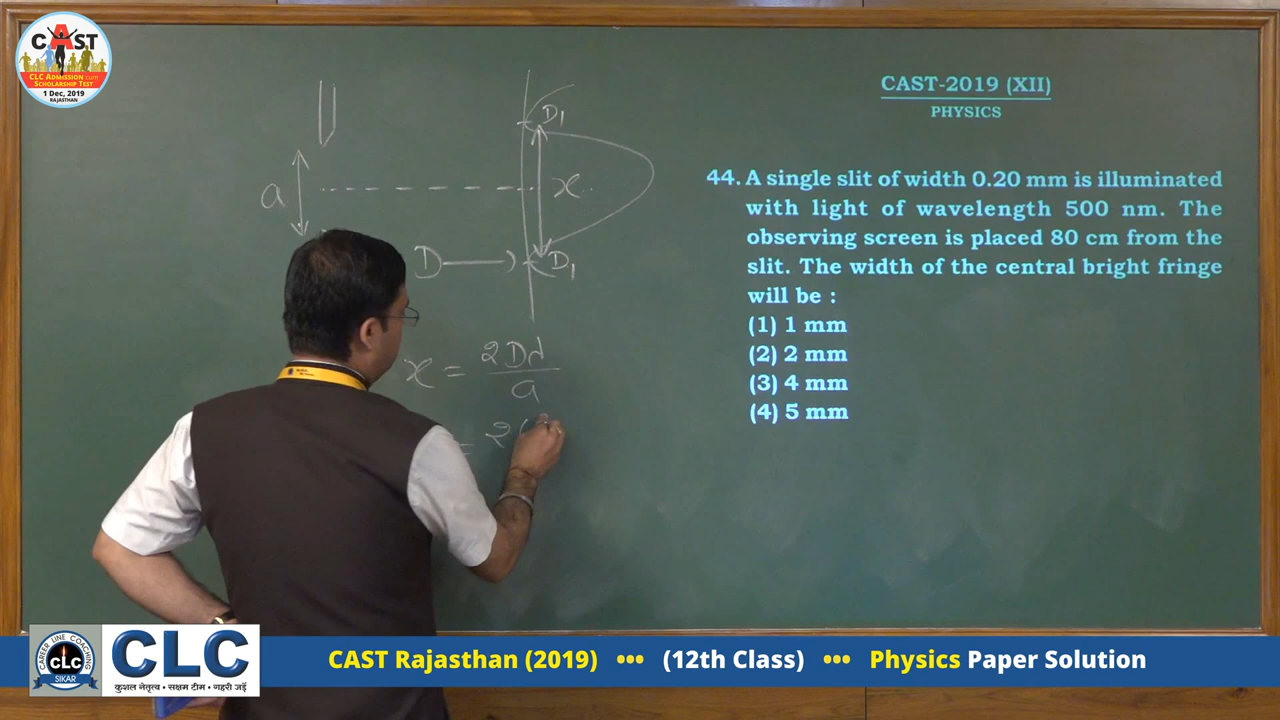 CAST
CLC ADMISSION cum
SCHOLARSHIP TEST
1 Dec, 2019
RAJASTHAN
CAST-2019 (XII)
PHYSICS
44. A single slit of width 0.20 mm is illuminated
with light of wavelength 500 nm. The
observing screen is placed 80 cm from the
slit. The width of the central bright fringe
will be :
(1) 1 mm
(2) 2 mm
(3) 4 mm
(4) 5 mm
D1
a
x
D
D1
x = 2Dλ / a
= 2
CAREER LINE COACHING
CLC
SIKAR
CLC
कुशल नेतृत्व • सक्षम टीम • गहरी जड़ें
CAST Rajasthan (2019) ••• (12th Class) ••• Physics Paper Solution